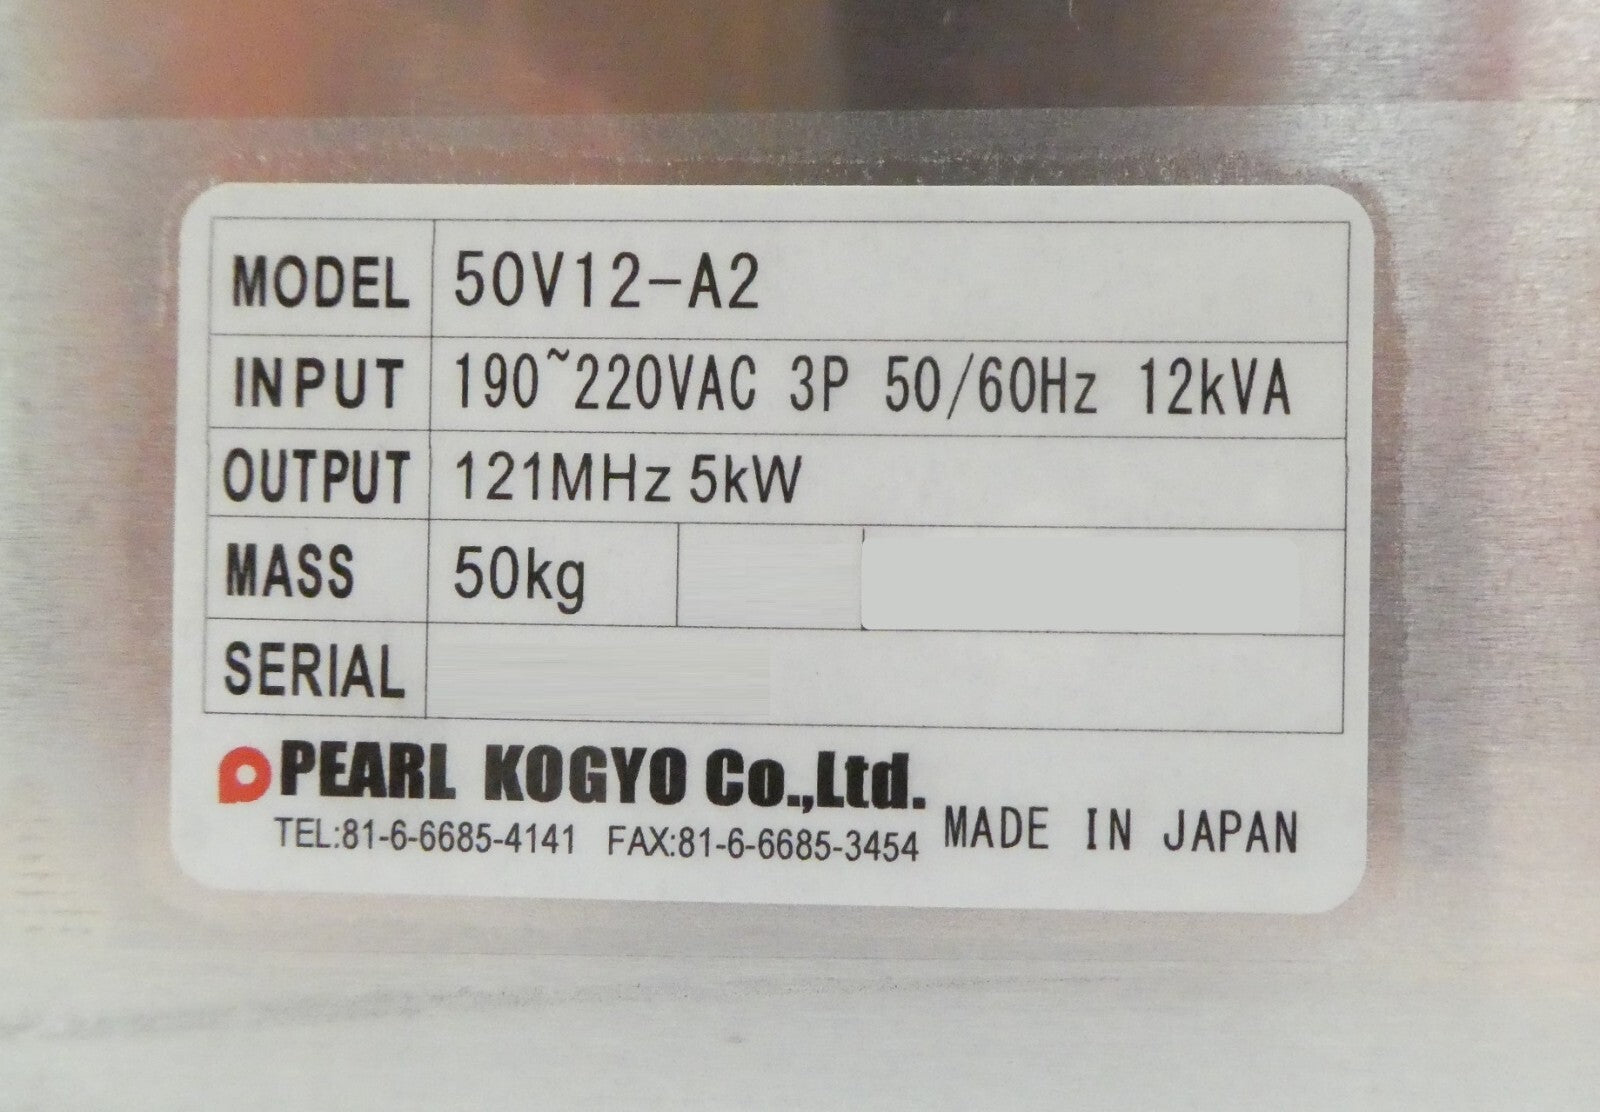 MODEL 50V12-A2
INPUT 190~220VAC 3P 50/60Hz 12kVA
OUTPUT 121MHz 5kW
MASS 50kg
SERIAL
PEARL KOGYO Co.,Ltd.
TEL:81-6-6685-4141 FAX:81-6-6685-3454 MADE IN JAPAN